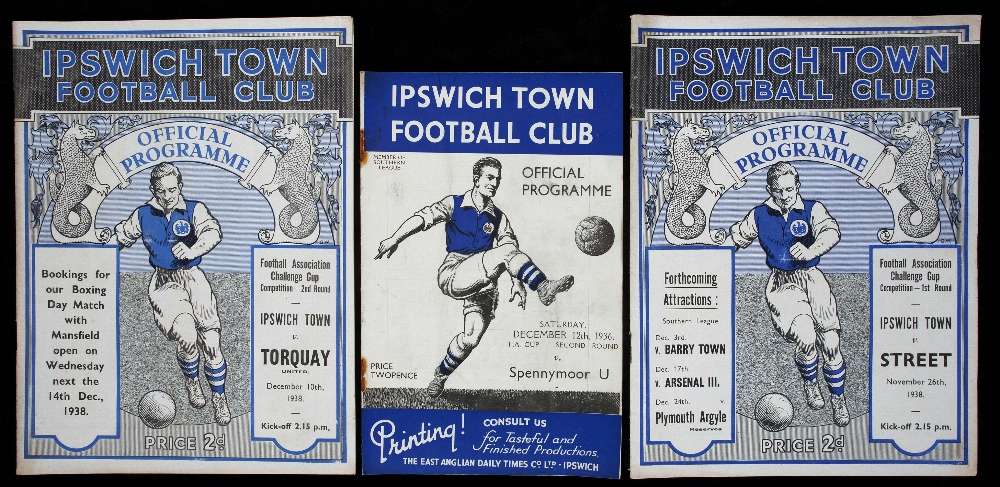 IPSWICH TOWN
FOOTBALL CLUB
OFFICIAL
PROGRAMME
Bookings for
our Boxing
Day Match
with
Mansfield
open on
Wednesday
next the
14th Dec.,
1938.
Football Association
Challenge Cup
Competition 2nd Round
—
IPSWICH TOWN
v.
TORQUAY
UNITED.
December 10th,
1938.
—
Kick-off 2.15 p.m.
PRICE 2d
IPSWICH TOWN
FOOTBALL CLUB
MEMBER OF
SOUTHERN
LEAGUE
OFFICIAL
PROGRAMME
SATURDAY,
DECEMBER 12th, 1936.
F.A. CUP SECOND ROUND
v.
Spennymoor U
PRICE
TWOPENCE
Printing!
CONSULT US
for Tasteful and
Finished Productions.
THE EAST ANGLIAN DAILY TIMES Co LTD · IPSWICH
IPSWICH TOWN
FOOTBALL CLUB
OFFICIAL
PROGRAMME
Forthcoming
Attractions :
Southern League
Dec. 3rd.
v. BARRY TOWN
Dec. 17th.
v. ARSENAL III.
Dec. 24th. v.
Plymouth Argyle
Reserves
Football Association
Challenge Cup
Competition—1st Round
—
IPSWICH TOWN
v.
STREET
November 26th,
1938.
—
Kick-off 2.15 p.m.
PRICE 2d